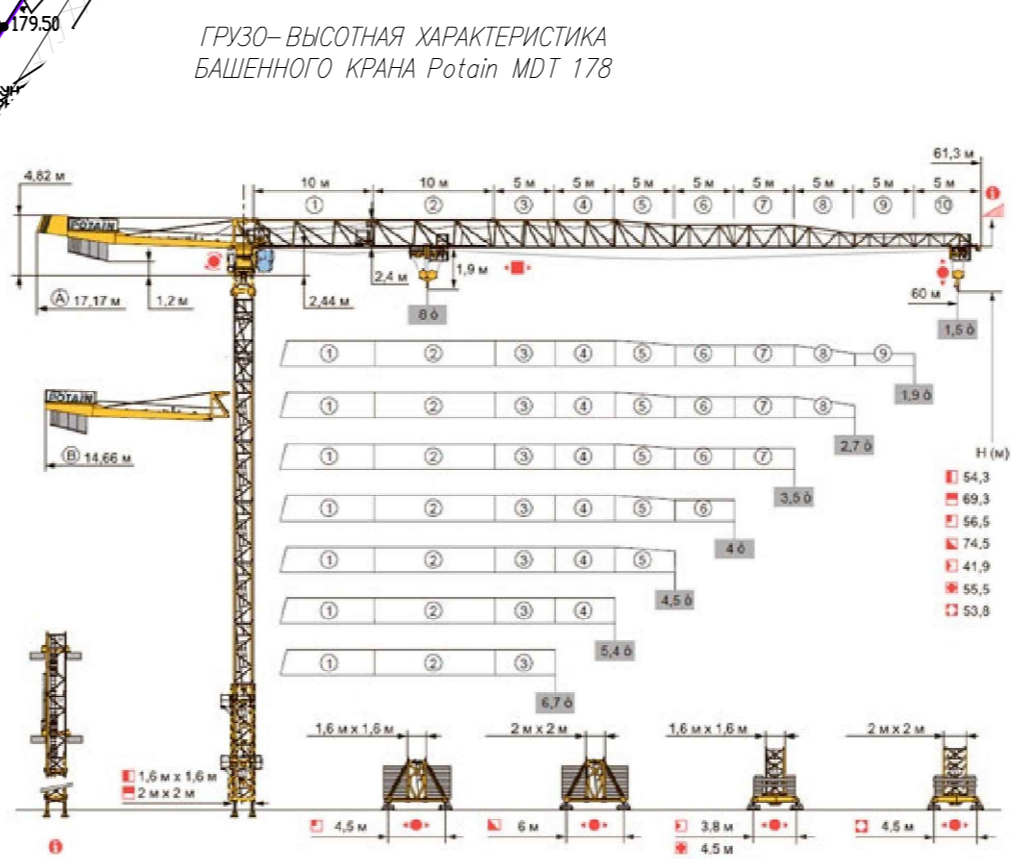 179.50
ГРУЗО-ВЫСОТНАЯ ХАРАКТЕРИСТИКА
БАШЕННОГО КРАНА Potain MDT 178
4,82 м
61,3 м
10 м 10 м 5 м 5 м 5 м 5 м 5 м 5 м 5 м 5 м
1 2 3 4 5 6 7 8 9 10
POTAIN
A 17,17 м
1,2 м
2,44 м
2,4 м
1,9 м
60 м
8 ò
1,5 ò
1 2 3 4 5 6 7 8 9
1,9 ò
POTAIN
1 2 3 4 5 6 7 8
2,7 ò
B 14,66 м
1 2 3 4 5 6 7
3,5 ò
H (м)
54,3
69,3
56,5
74,5
41,9
55,5
53,8
1 2 3 4 5 6
4 ò
1 2 3 4 5
4,5 ò
1 2 3 4
5,4 ò
1 2 3
6,7 ò
1,6 м x 1,6 м
2 м x 2 м
1,6 м x 1,6 м
2 м x 2 м
1,6 м x 1,6 м
2 м x 2 м
4,5 м
6 м
3,8 м
4,5 м
4,5 м